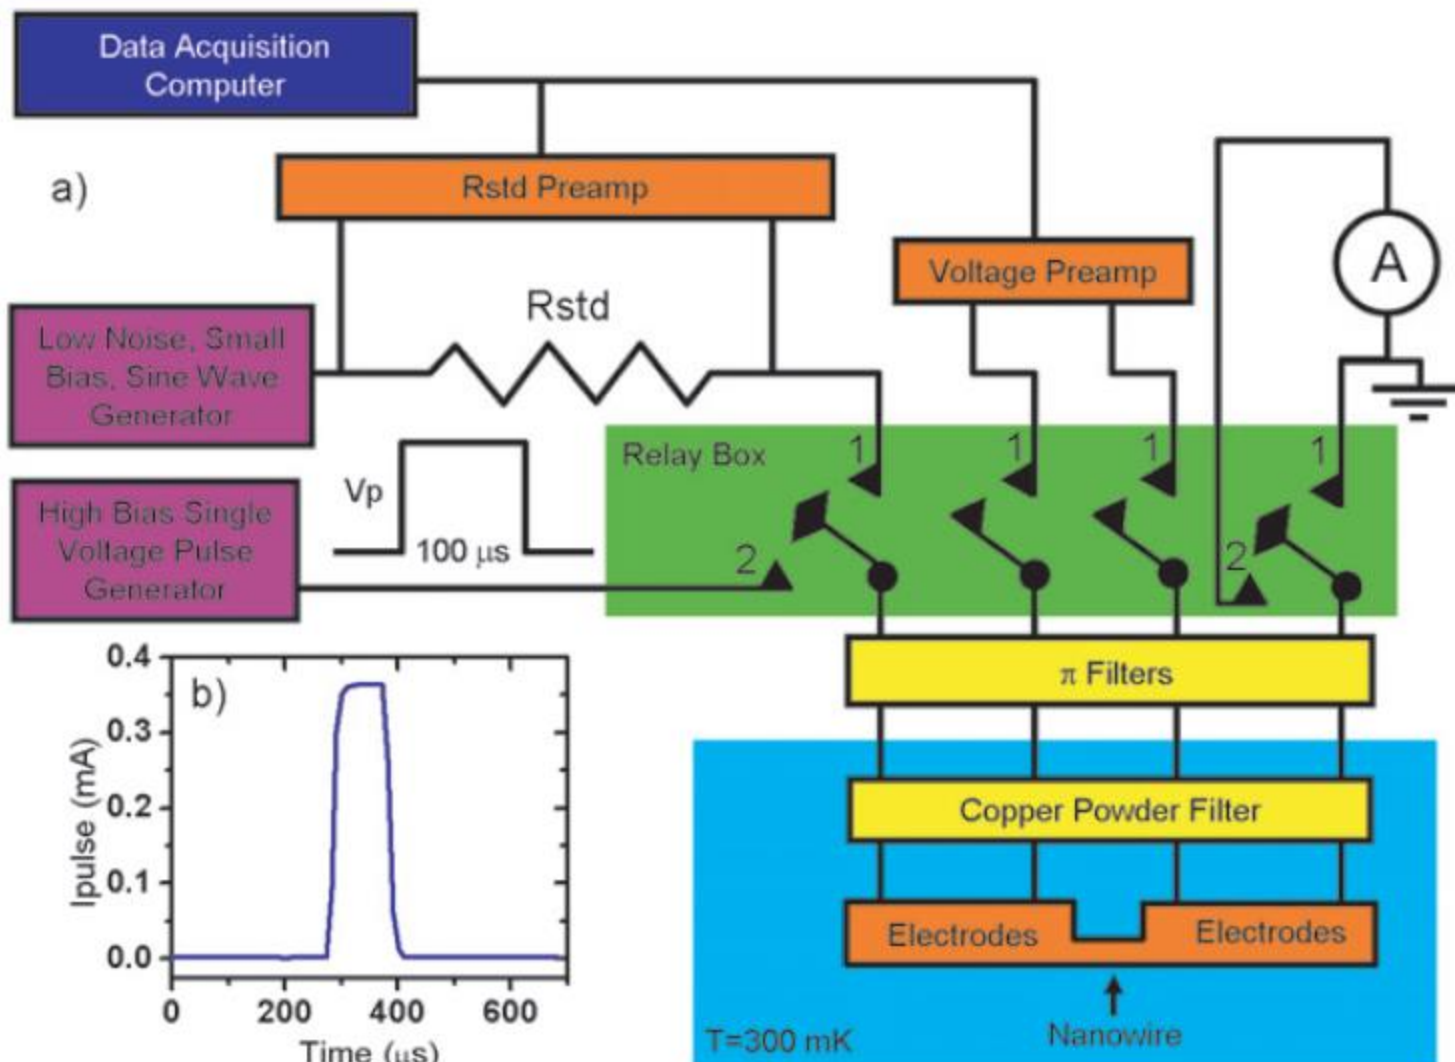 Data Acquisition
Computer
a)
Rstd Preamp
Voltage Preamp
A
Rstd
Low Noise, Small
Bias, Sine Wave
Generator
Relay Box
1
1
1
1
High Bias Single
Voltage Pulse
Generator
Vp
100 μs
2
2
π Filters
Copper Powder Filter
Electrodes
Electrodes
Nanowire
T=300 mK
b)
Ipulse (mA)
0.4
0.3
0.2
0.1
0.0
0 200 400 600
Time (μs)